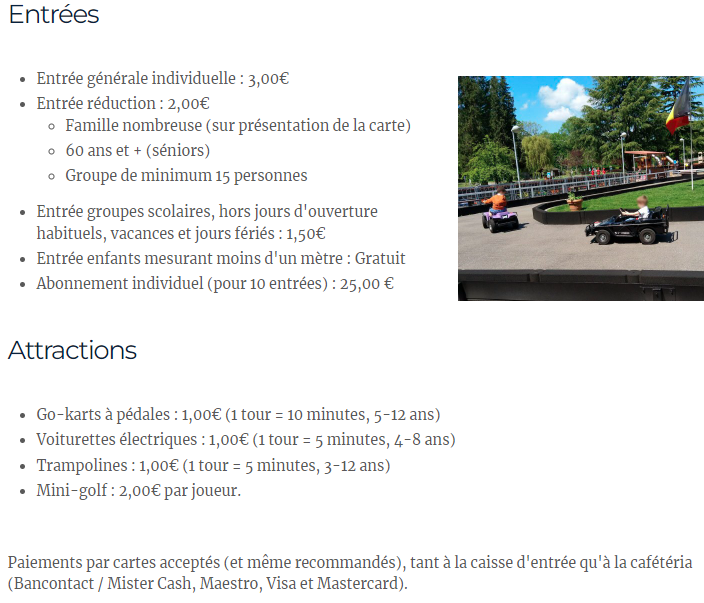 Entrées
Entrée générale individuelle : 3,00€
Entrée réduction : 2,00€
Famille nombreuse (sur présentation de la carte)
60 ans et + (séniors)
Groupe de minimum 15 personnes
Entrée groupes scolaires, hors jours d'ouverture
habituels, vacances et jours fériés : 1,50€
Entrée enfants mesurant moins d'un mètre : Gratuit
Abonnement individuel (pour 10 entrées) : 25,00 €
Attractions
Go-karts à pédales : 1,00€ (1 tour = 10 minutes, 5-12 ans)
Voiturettes électriques : 1,00€ (1 tour = 5 minutes, 4-8 ans)
Trampolines : 1,00€ (1 tour = 5 minutes, 3-12 ans)
Mini-golf : 2,00€ par joueur.
Paiements par cartes acceptés (et même recommandés), tant à la caisse d'entrée qu'à la cafétéria
(Bancontact / Mister Cash, Maestro, Visa et Mastercard).